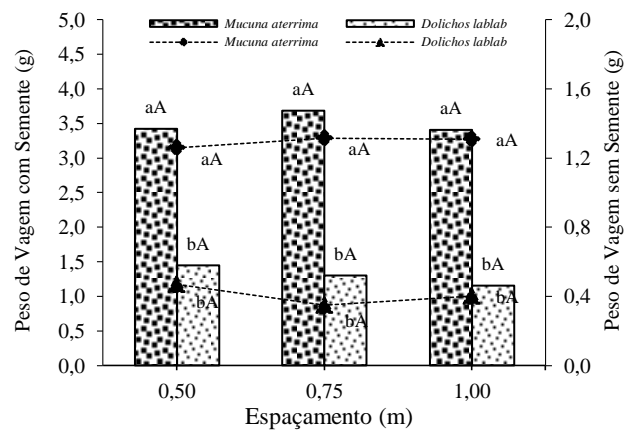 Mucuna aterrima Dolichos lablab
Mucuna aterrima Dolichos lablab
Peso de Vagem com Semente (g)
5,0
4,5
4,0
3,5
3,0
2,5
2,0
1,5
1,0
0,5
0,0
aA aA aA
aA aA aA
bA bA bA
bA bA bA
2,0
1,6
1,2
0,8
0,4
0,0
Peso de Vagem sem Semente (g)
0,50 0,75 1,00
Espaçamento (m)